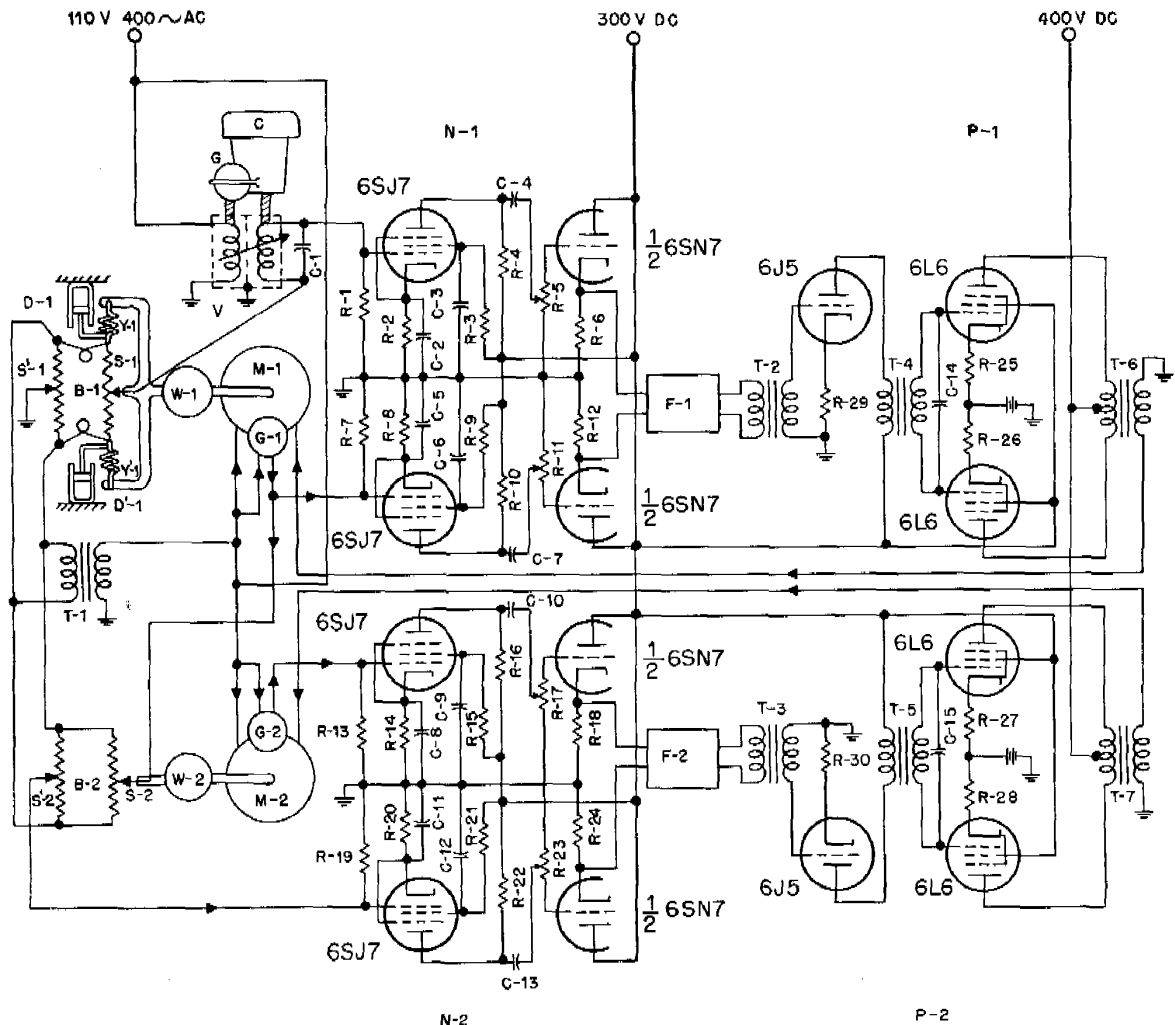 110 V 400 ~ AC
300 V DC
400 V DC
C
G
N-1
P-1
6SJ7
C-4
1/2 6SN7
R-4
C-1
V
D-1
Y-1
R-1
R-2
C-3
C-2
R-3
R-5
R-6
6J5
6L6
S'-1
S-1
B-1
W-1
M-1
G-1
T-2
R-29
T-4
C-14
R-25
T-6
F-1
Y'-1
D'-1
R-7
R-8
C-5
C-6
R-9
R-10
R-11
R-12
R-26
6SJ7
C-7
1/2 6SN7
6L6
T-1
C-10
6SJ7
R-16
1/2 6SN7
6L6
G-2
R-13
R-14
C-9
C-8
R-15
R-17
R-18
T-3
R-30
T-5
C-15
R-27
F-2
S'-2
B-2
S-2
W-2
M-2
T-7
R-19
R-20
C-11
C-12
R-21
R-22
R-23
R-24
R-28
6SJ7
C-13
1/2 6SN7
6J5
6L6
N-2
P-2